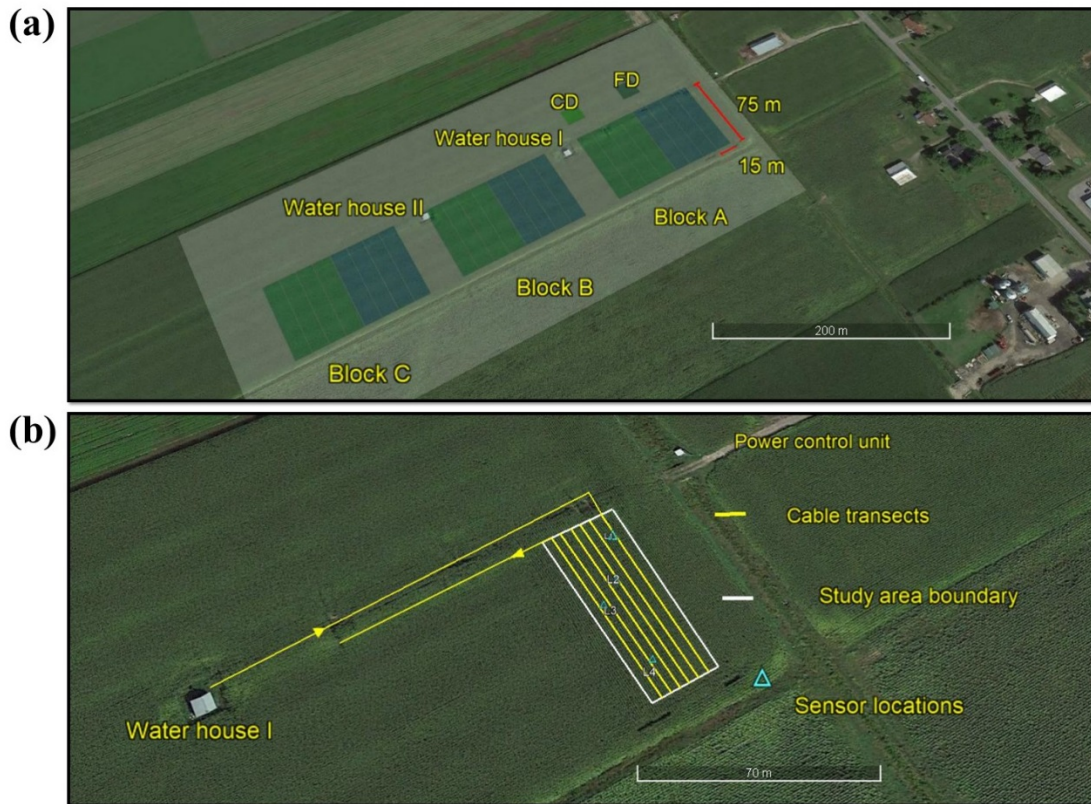 (a)
FD
CD
75 m
Water house I
15 m
Water house II
Block A
Block B
200 m
Block C
(b)
Power control unit
Cable transects
L2
L3
Study area boundary
L4
Sensor locations
Water house I
70 m